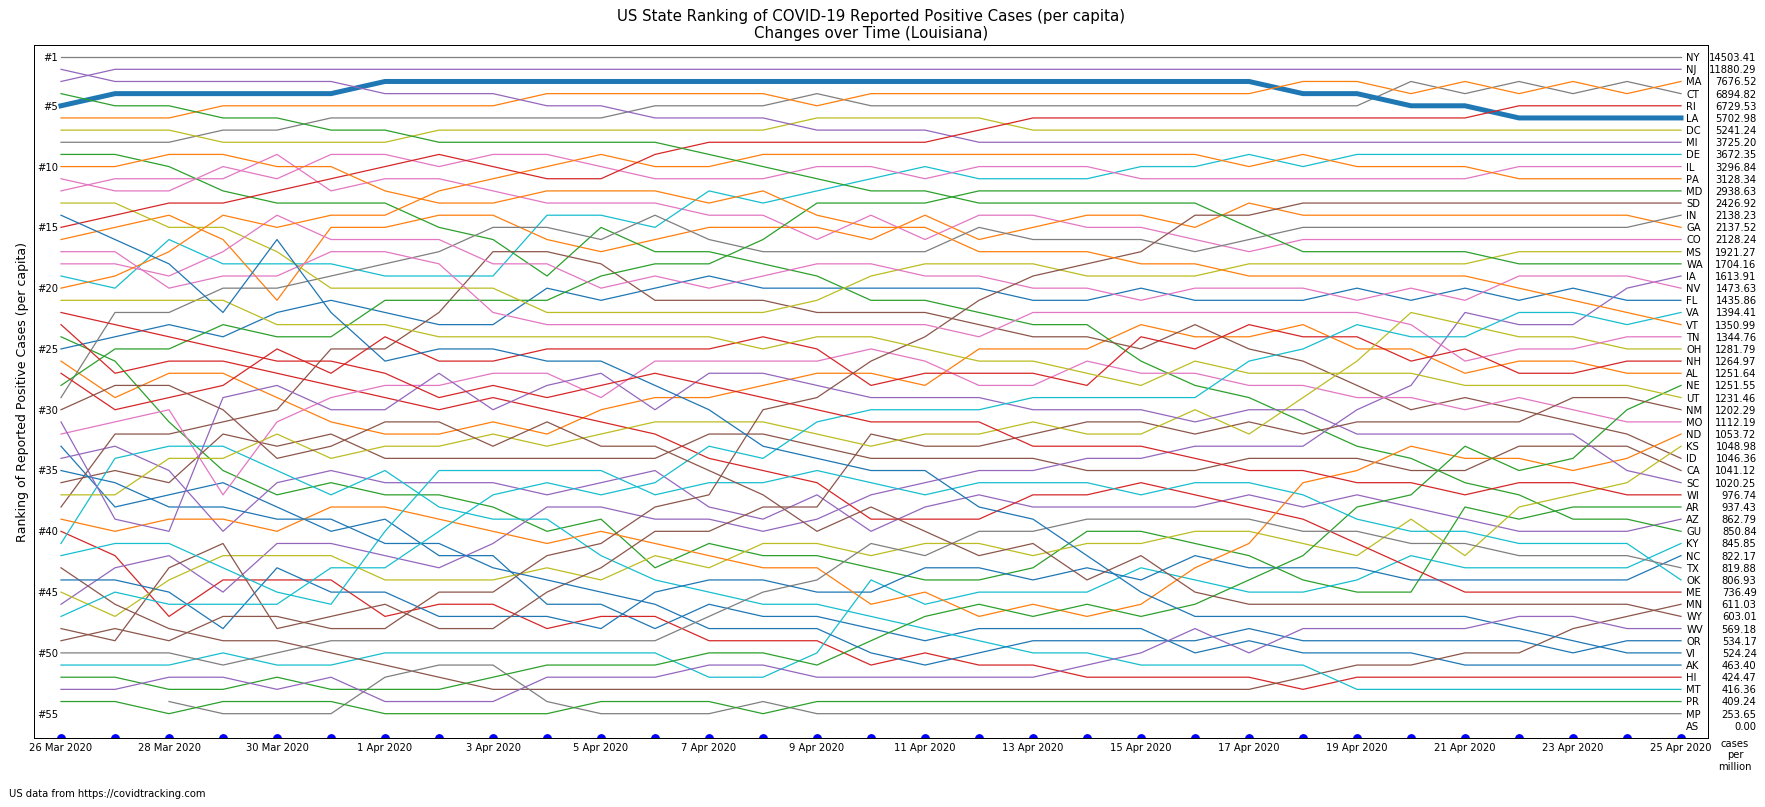 US State Ranking of COVID-19 Reported Positive Cases (per capita)
Changes over Time (Louisiana)
Ranking of Reported Positive Cases (per capita)
#1
#5
#10
#15
#20
#25
#30
#35
#40
#45
#50
#55
NY 14503.41
NJ 11880.29
MA 7676.52
CT 6894.82
RI 6729.53
LA 5702.98
DC 5241.24
MI 3725.20
DE 3672.35
IL 3296.84
PA 3128.34
MD 2938.63
SD 2426.92
IN 2138.23
GA 2137.52
CO 2128.24
MS 1921.27
WA 1704.16
IA 1613.91
NV 1473.63
FL 1435.86
VA 1394.41
VT 1350.99
TN 1344.76
OH 1281.79
NH 1264.97
AL 1251.64
NE 1251.55
UT 1231.46
NM 1202.29
MO 1112.19
ND 1053.72
KS 1048.98
ID 1046.36
CA 1041.12
SC 1020.25
WI 976.74
AR 937.43
AZ 862.79
GU 850.84
KY 845.85
NC 822.17
TX 819.88
OK 806.93
ME 736.49
MN 611.03
WY 603.01
WV 569.18
OR 534.17
VI 524.24
AK 463.40
HI 424.47
MT 416.36
PR 409.24
MP 253.65
AS 0.00
26 Mar 2020 28 Mar 2020 30 Mar 2020 1 Apr 2020 3 Apr 2020 5 Apr 2020 7 Apr 2020 9 Apr 2020 11 Apr 2020 13 Apr 2020 15 Apr 2020 17 Apr 2020 19 Apr 2020 21 Apr 2020 23 Apr 2020 25 Apr 2020
cases
per
million
US data from https://covidtracking.com